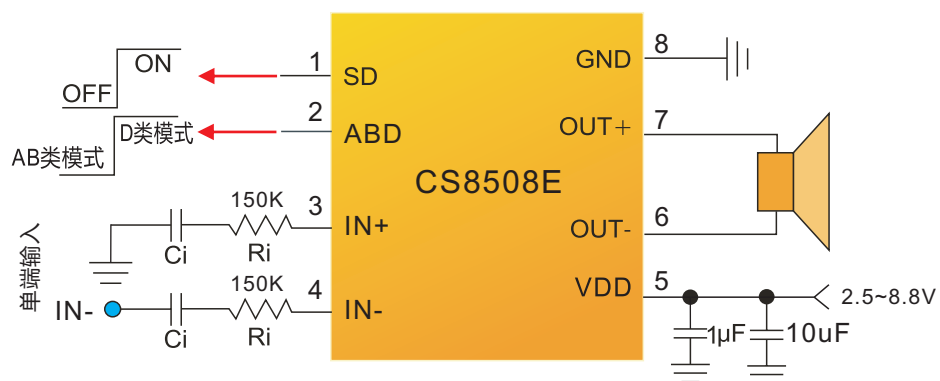 ON
OFF
D类模式
AB类模式
单端输入
IN-
150K
Ci
Ri
150K
Ci
Ri
1
2
3
4
SD
ABD
IN+
IN-
CS8508E
GND
OUT+
OUT-
VDD
8
7
6
5
2.5~8.8V
1μF
10uF